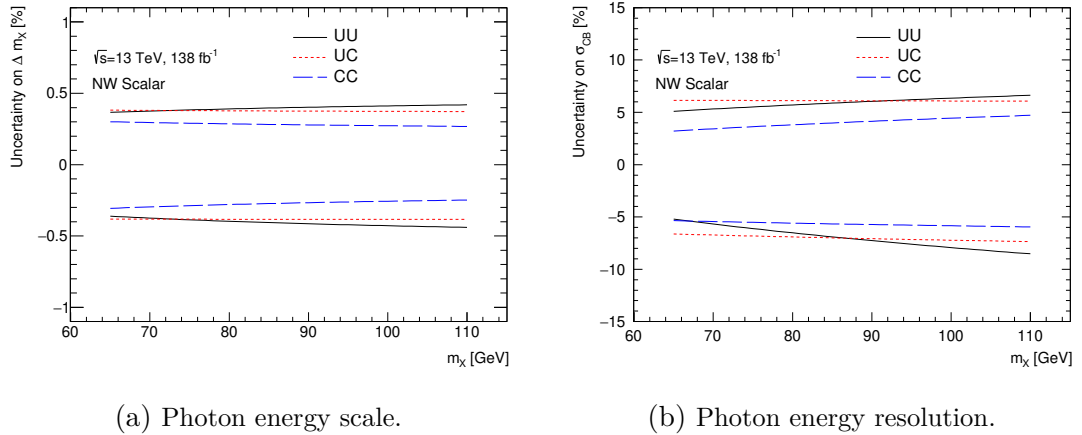 Uncertainty on Δ m_X [%]
1
0.5
0
−0.5
−1
60 70 80 90 100 110
m_X [GeV]
√s=13 TeV, 138 fb⁻¹
NW Scalar
UU
UC
CC
(a) Photon energy scale.
Uncertainty on σ_CB [%]
15
10
5
0
−5
−10
−15
60 70 80 90 100 110
m_X [GeV]
√s=13 TeV, 138 fb⁻¹
NW Scalar
UU
UC
CC
(b) Photon energy resolution.